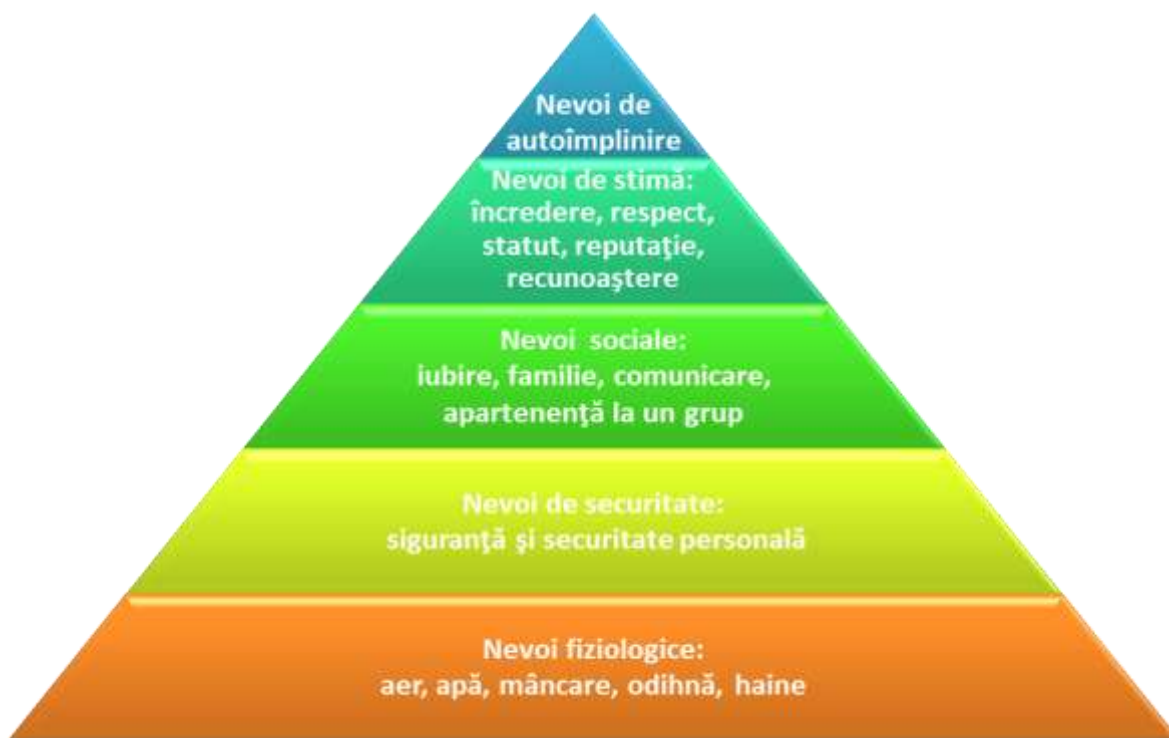 Nevoi de
autoîmplinire
Nevoi de stimă:
încredere, respect,
statut, reputaţie,
recunoaştere
Nevoi sociale:
iubire, familie, comunicare,
apartenenţă la un grup
Nevoi de securitate:
siguranţă şi securitate personală
Nevoi fiziologice:
aer, apă, mâncare, odihnă, haine